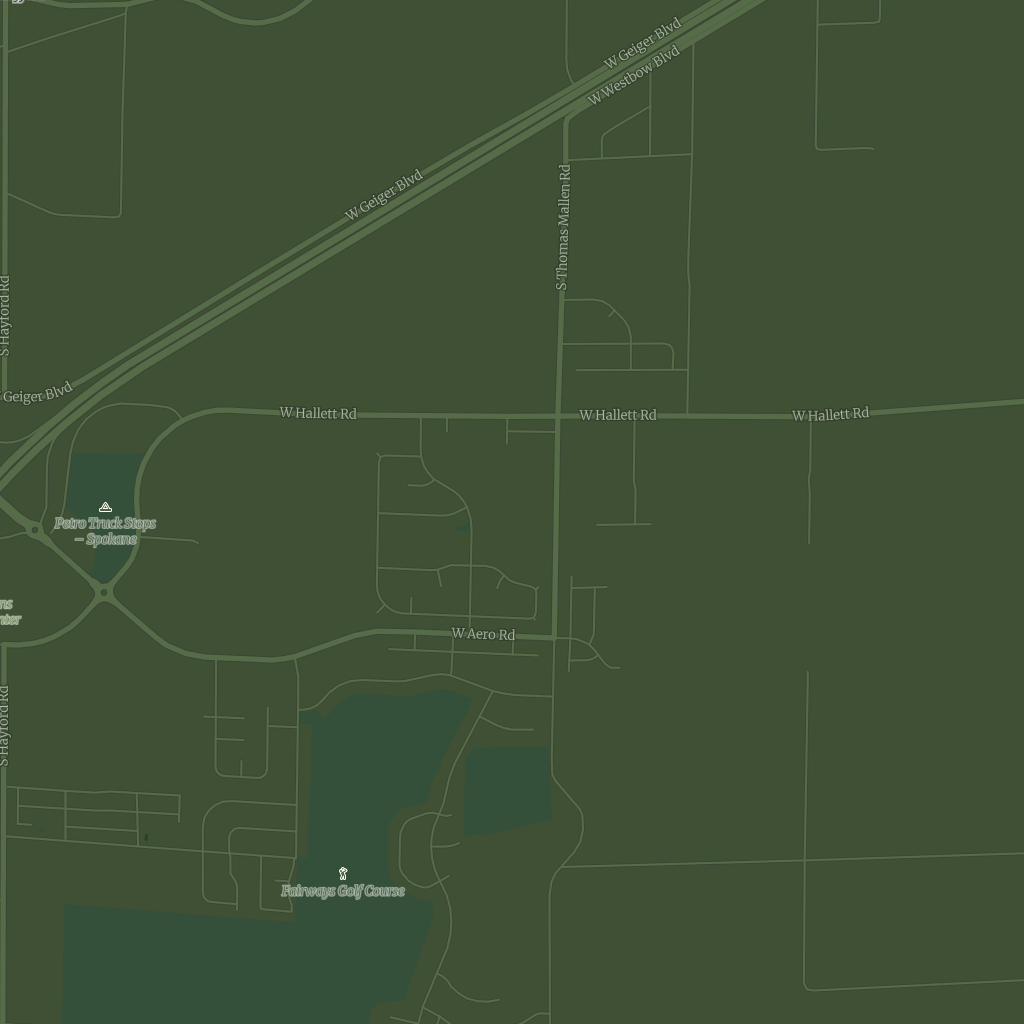 W Geiger Blvd
W Westbow Blvd
W Geiger Blvd
S Thomas Mallen Rd
S Hayford Rd
Geiger Blvd
W Hallett Rd
W Hallett Rd
W Hallett Rd
Petro Truck Stops
– Spokane
W Aero Rd
S Hayford Rd
Fairways Golf Course